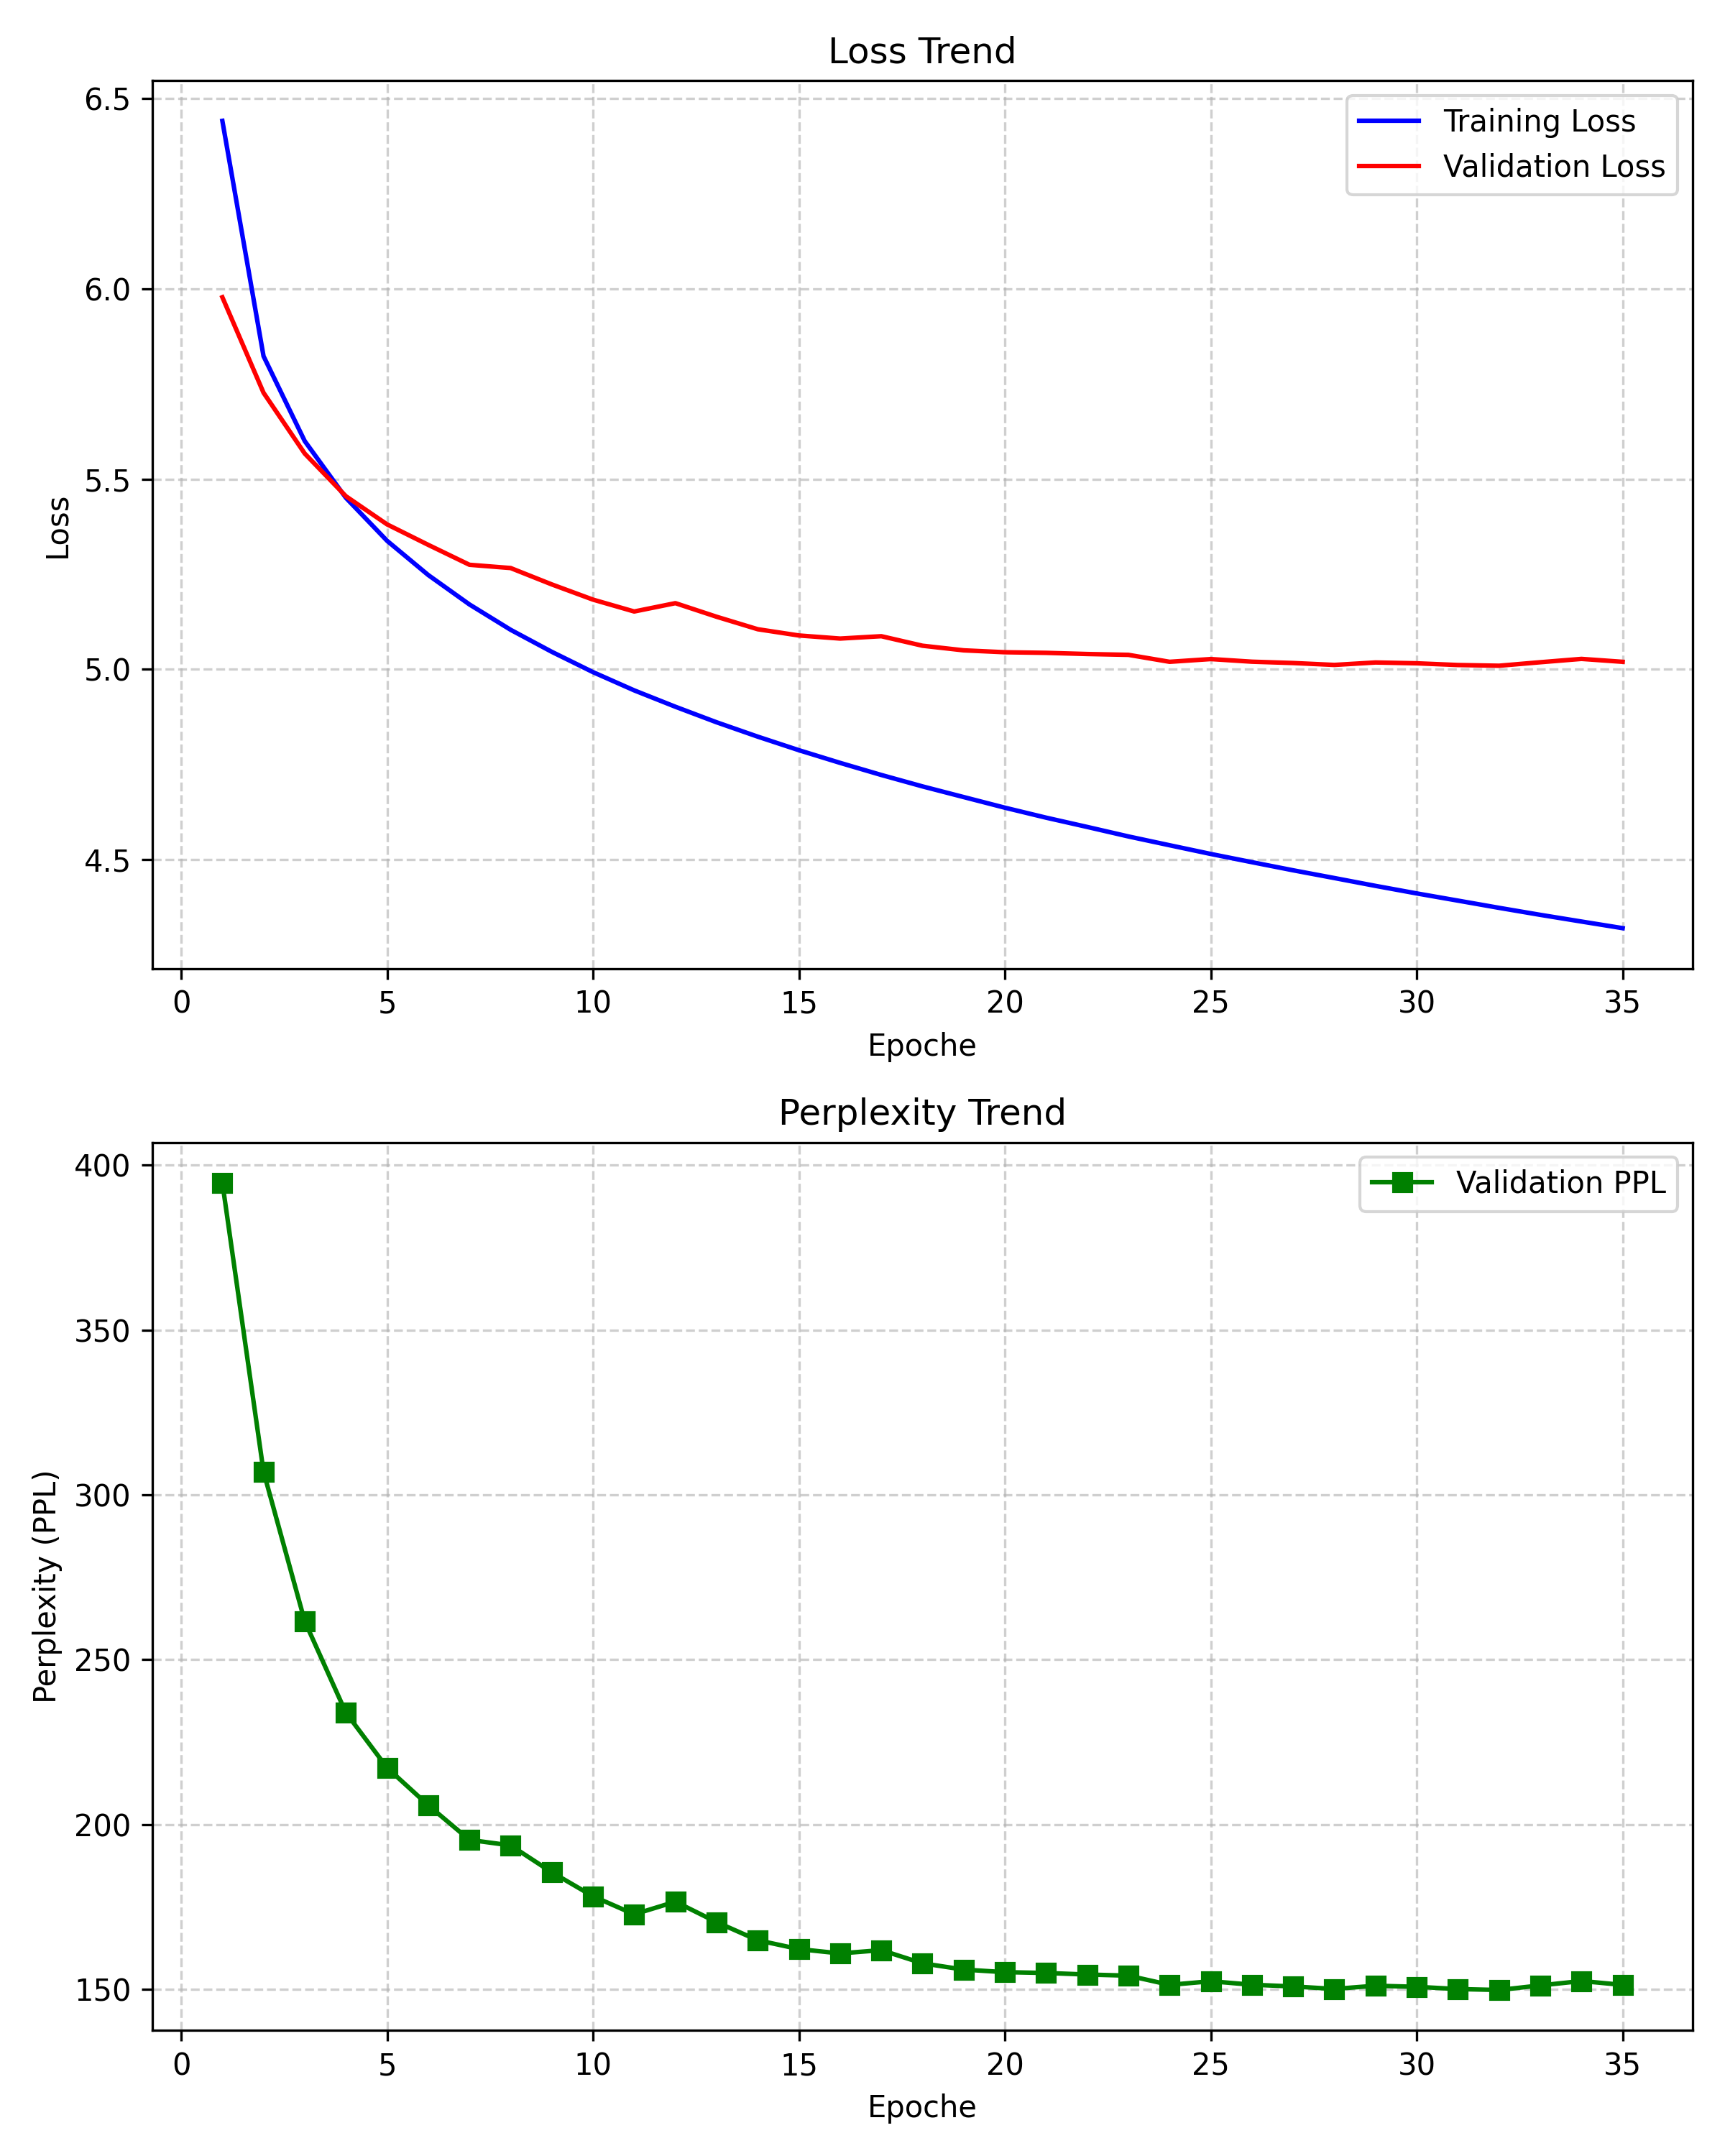 Loss Trend
6.5
6.0
5.5
5.0
4.5
Loss
Training Loss
Validation Loss
0 5 10 15 20 25 30 35
Epoche
Perplexity Trend
400
350
300
250
200
150
Perplexity (PPL)
Validation PPL
0 5 10 15 20 25 30 35
Epoche